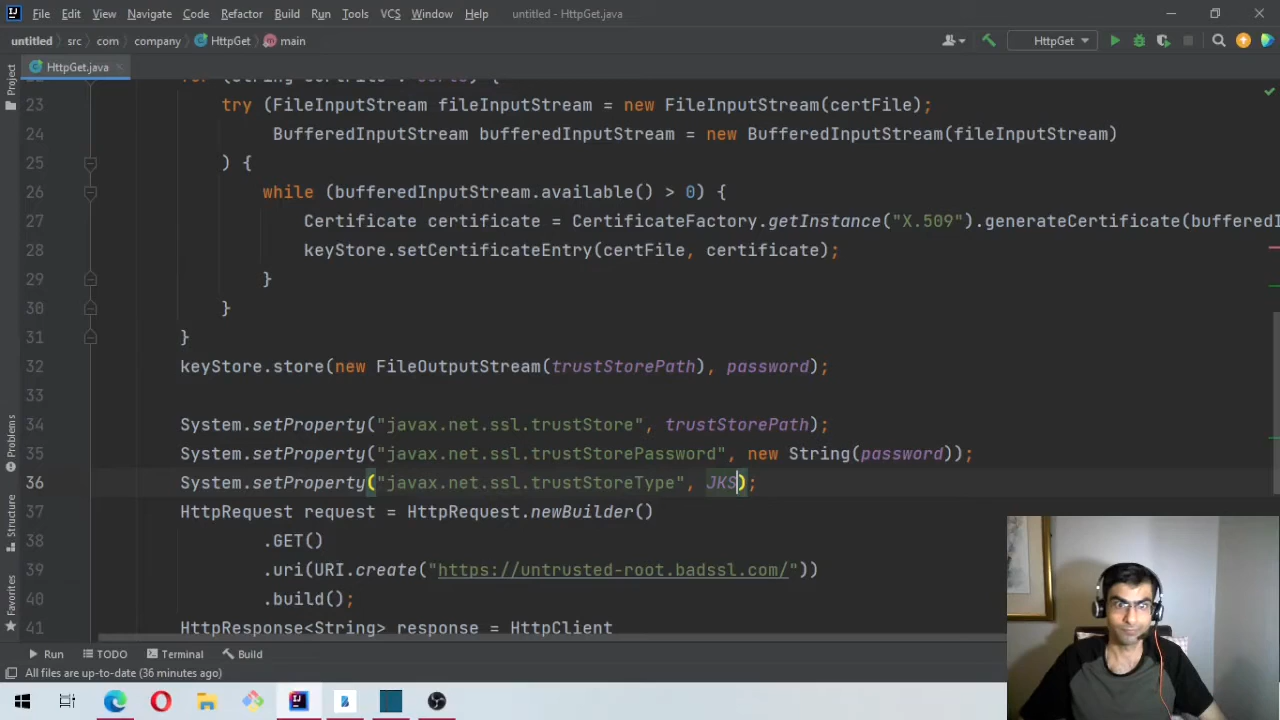 File Edit View Navigate Code Refactor Build Run Tools VCS Window Help untitled - HttpGet.java
untitled src com company HttpGet main HttpGet
HttpGet.java
Project
23 try (FileInputStream fileInputStream = new FileInputStream(certFile);
24 BufferedInputStream bufferedInputStream = new BufferedInputStream(fileInputStream)
25 ) {
26 while (bufferedInputStream.available() > 0) {
27 Certificate certificate = CertificateFactory.getInstance("X.509").generateCertificate(bufferedI
28 keyStore.setCertificateEntry(certFile, certificate);
29 }
30 }
31 }
32 keyStore.store(new FileOutputStream(trustStorePath), password);
33
34 System.setProperty("javax.net.ssl.trustStore", trustStorePath);
35 System.setProperty("javax.net.ssl.trustStorePassword", new String(password));
36 System.setProperty("javax.net.ssl.trustStoreType", JKS);
37 HttpRequest request = HttpRequest.newBuilder()
38 .GET()
39 .uri(URI.create("https://untrusted-root.badssl.com/"))
40 .build();
41 HttpResponse<String> response = HttpClient
Problems
Structure
Favorites
Run TODO Terminal Build
All files are up-to-date (36 minutes ago)